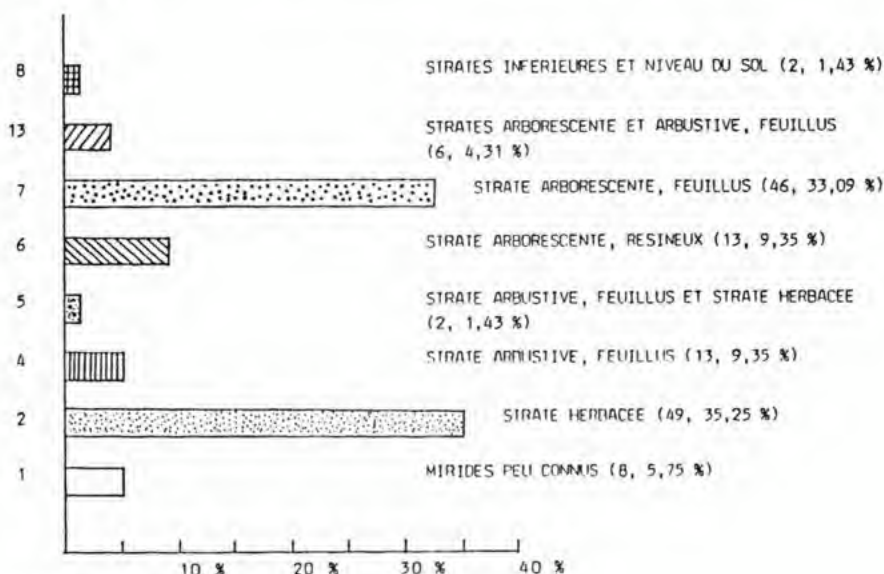 8 STRATES INFERIEURES ET NIVEAU DU SOL (2, 1,43 %)
13 STRATES ARBORESCENTE ET ARBUSTIVE, FEUILLUS
(6, 4,31 %)
7 STRATE ARBORESCENTE, FEUILLUS (46, 33,09 %)
6 STRATE ARBORESCENTE, RESINEUX (13, 9,35 %)
5 STRATE ARBUSTIVE, FEUILLUS ET STRATE HERBACEE
(2, 1,43 %)
4 STRATE ARBUSTIVE, FEUILLUS (13, 9,35 %)
2 STRATE HERBACEE (49, 35,25 %)
1 MIRIDES PEU CONNUS (8, 5,75 %)
10 % 20 % 30 % 40 %